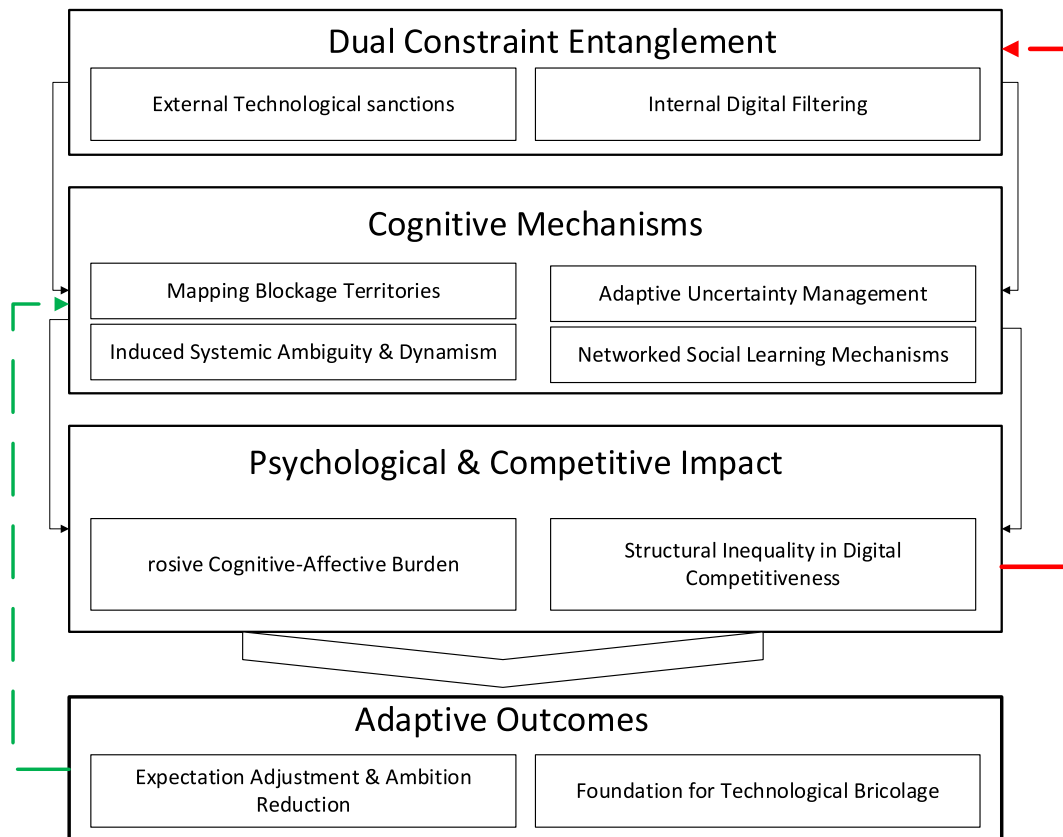 Dual Constraint Entanglement
External Technological sanctions
Internal Digital Filtering
Cognitive Mechanisms
Mapping Blockage Territories
Adaptive Uncertainty Management
Induced Systemic Ambiguity & Dynamism
Networked Social Learning Mechanisms
Psychological & Competitive Impact
rosive Cognitive-Affective Burden
Structural Inequality in Digital
Competitiveness
Adaptive Outcomes
Expectation Adjustment & Ambition
Reduction
Foundation for Technological Bricolage